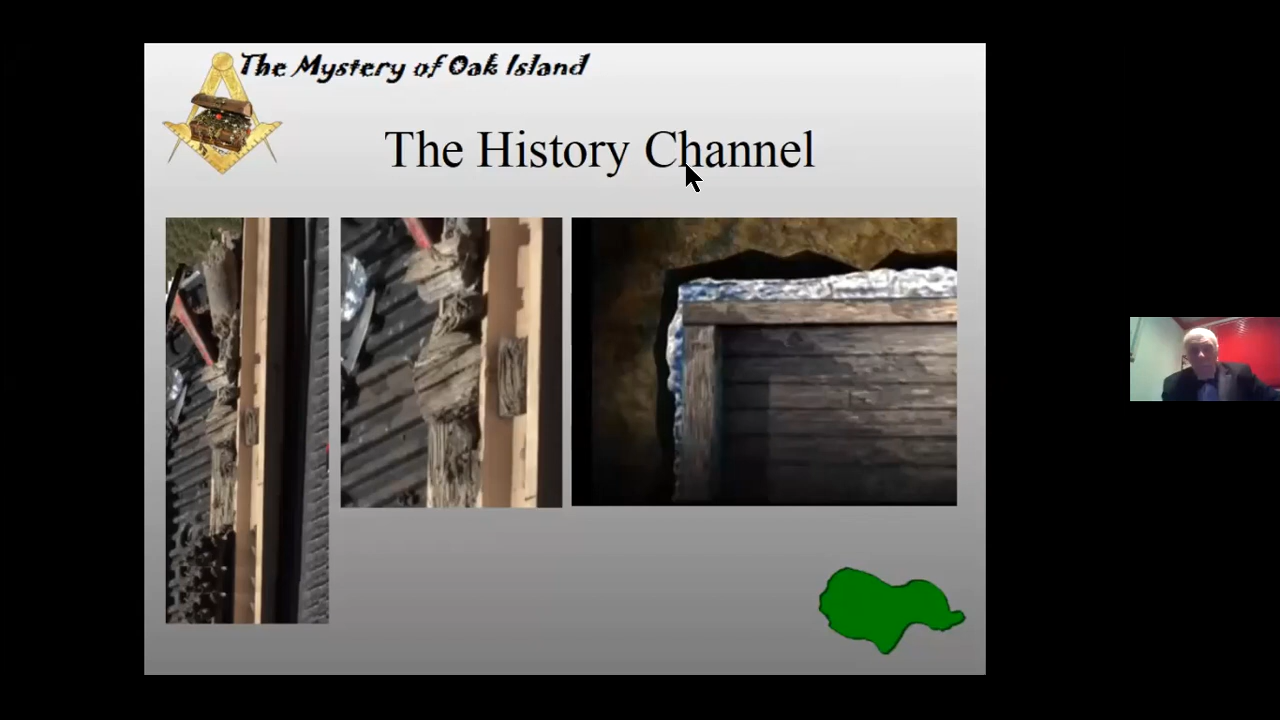 The Mystery of Oak Island
The History Channel